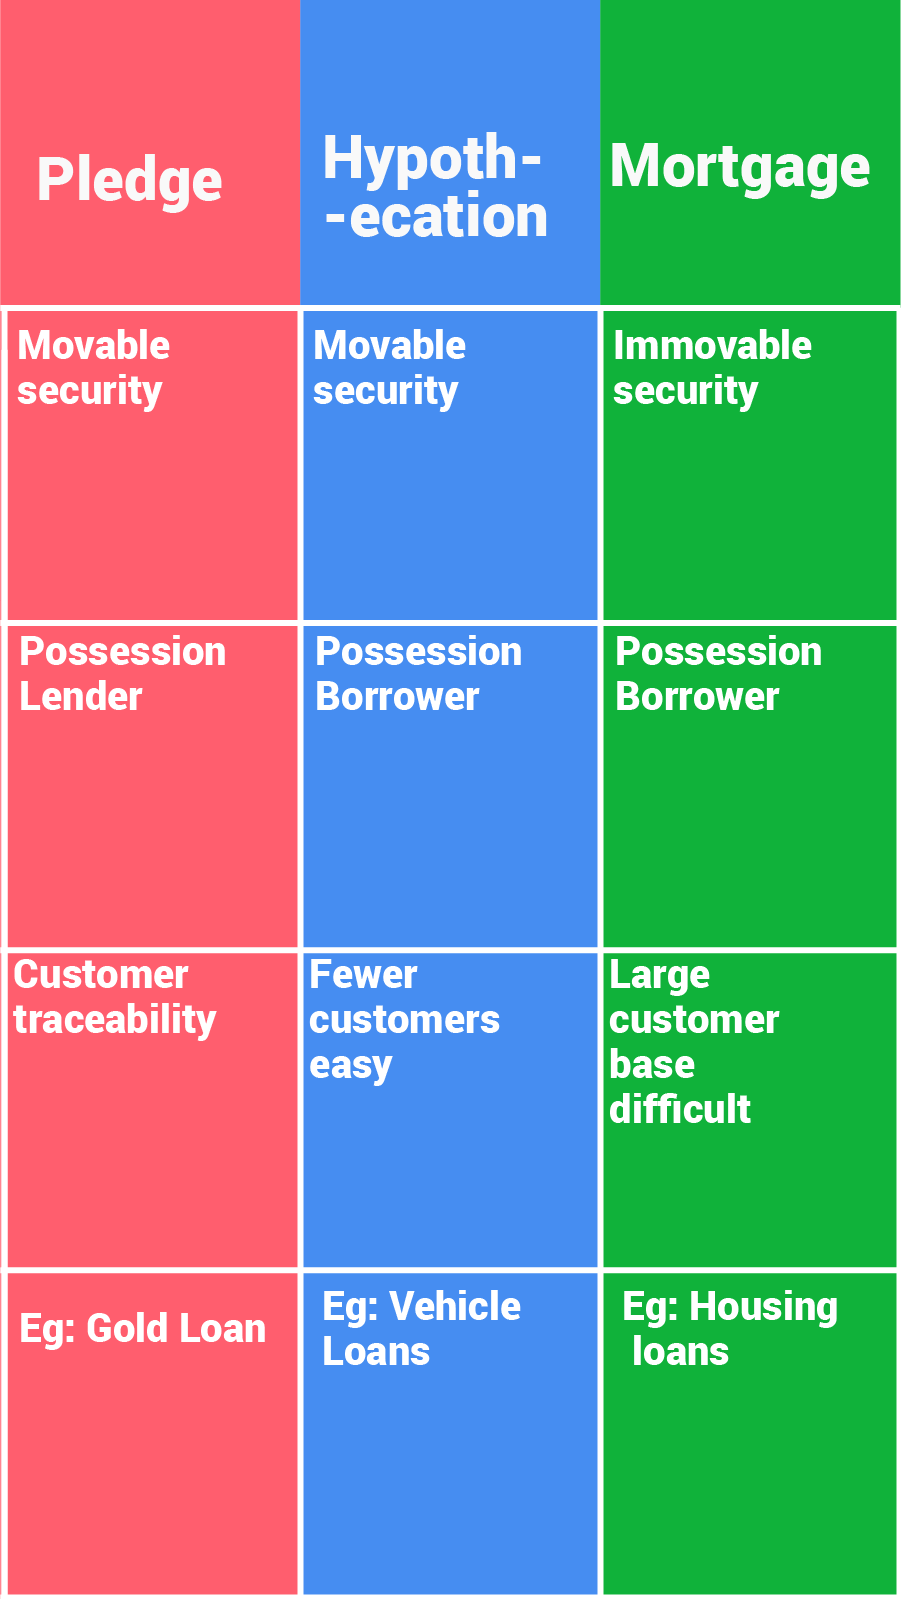 Pledge
Hypoth-
-ecation
Mortgage
Movable
security
Movable
security
Immovable
security
Possession
Lender
Possession
Borrower
Possession
Borrower
Customer
traceability
Fewer
customers
easy
Large
customer
base
difficult
Eg: Gold Loan
Eg: Vehicle
Loans
Eg: Housing
loans